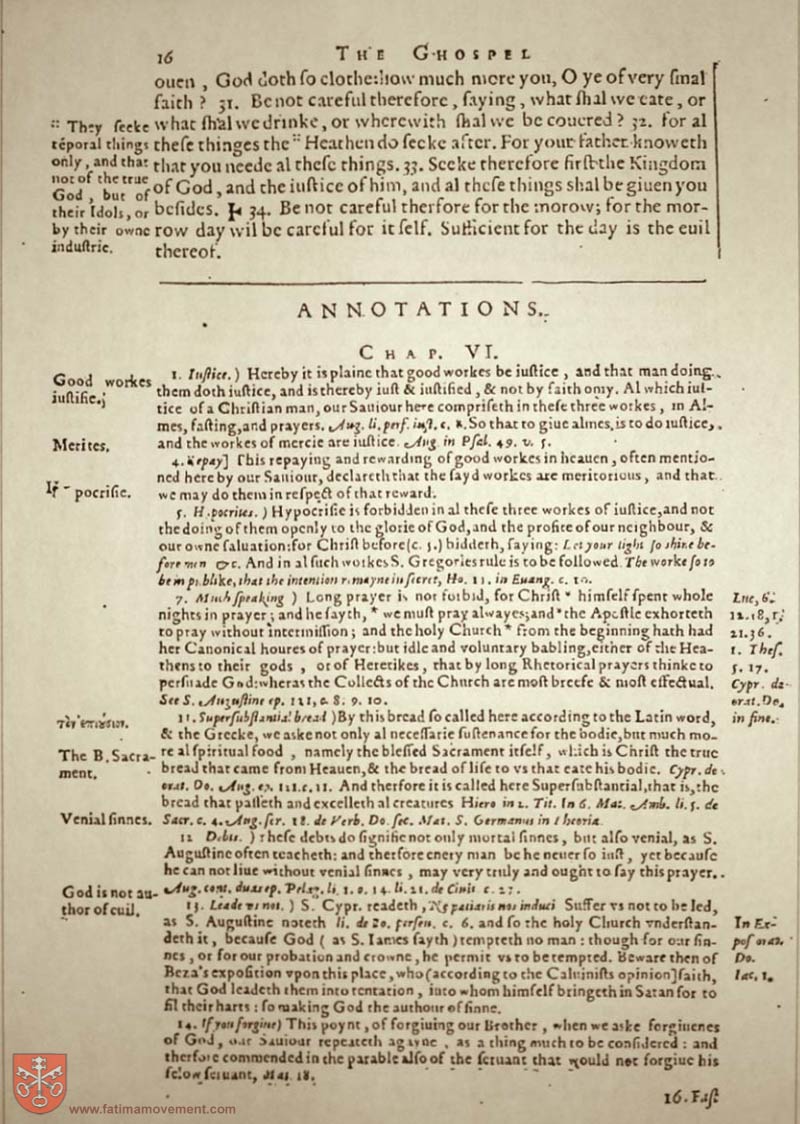 16 THE GHOSPEL
ouen, God doth ſo clothe: how much more you, O ye of very ſmal
faith? 31. Be not careful therefore, ſaying, what ſhal we eate, or
what ſhal we drinke, or wherewith ſhal we be couered? 32. for al
theſe thinges the :: Heathen do ſeeke after. For your father knoweth
that you neede al theſe things. 33. Seeke therefore firſt the Kingdom
of God, and the iuſtice of him, and al theſe things shal be giuen you
beſides. 34. Be not careful therfore for the morow; for the mor-
row day wil be careful for it ſelf. Sufficient for the day is the euil
thereof.
:: They ſeeke
tēporal things
only, and that
not of the true
God, but of
their Idols, or
by their owne
induſtrie.
ANNOTATIONS.
CHAP. VI.
Good workes
iuſtifie.
1. Iuſtice.) Hereby it is plaine that good workes be iuſtice, and that man doing
them doth iuſtice, and is thereby iuſt & iuſtified, & not by faith only. Al which iuſ-
tice of a Chriſtian man, our Sauiour here compriſeth in theſe three workes, in Al-
mes, faſting, and prayers. Aug. li. perf. iuſt. c. 8. So that to giue almes, is to do iuſtice,
and the workes of mercie are iuſtice. Aug. in Pſal. 49. v. 5.
Merites.
4. Repay] This repaying and rewarding of good workes in heauen, often mentio-
ned here by our Sauiour, declareth that the ſayd workes are meritorious, and that
we may do them in reſpect of that reward.
pocriſie.
5. Hipocrites.) Hypocriſie is forbidden in al theſe three workes of iuſtice, and not
the doing of them openly to the glorie of God, and the profite of our neighbour, &
our owne ſaluation: for Chriſt before (c. 5.) biddeth, ſaying: Let your light ſo shine be-
fore men &c. And in al ſuch workes S. Gregories rule is to be followed. The worke ſo to
be in publike, that the intention remayne in ſecret, Ho. 11. in Euang. c. 10.
7. Much ſpeaking) Long prayer is not forbid, for Chriſt * himſelf ſpent whole
nights in prayer; and he ſayth, * we muſt pray alwayes; and * the Apoſtle exhorteth
to pray without intermiſſion; and the holy Church * from the beginning hath had
her Canonical houres of prayer: but idle and voluntary babling, either of the Hea-
thens to their gods, or of Heretikes, that by long Rhetorical prayers thinke to
perſuade God: wheras the Collects of the Church are moſt breefe & moſt effectual.
See S. Auguſtine ep. 121, c. 8. 9. 10.
Luc, 6.
12. 18, 1;
21. 36.
1. Theſ.
5. 17.
Cypr. de
orat. Do.
in fine.
τὸν ἐπιούσιον.
11. Superſubſtantial bread) By this bread ſo called here according to the Latin word,
& the Greeke, we aske not only al neceſſarie ſuſtenance for the bodie, but much mo-
re al ſpiritual food, namely the bleſſed Sacrament itſelf, which is Chriſt the true
bread that came from Heauen, & the bread of life to vs that eate his bodie. Cypr. de
orat. Do. Aug. ep. 121. c. 11. And therfore it is called here Superſubſtantial, that is, the
bread that paſſeth and excelleth al creatures Hiero in 2. Tit. In 6. Mat. Amb. li. 5. de
Sacr. c. 4. Aug. ſer. 28. de Verb. Do. ſec. Mat. S. Germanus in theoria.
The B. Sacra-
ment.
Venial ſinnes.
12 Debts.) Theſe debts do ſignifie not only mortal ſinnes, but alſo venial, as S.
Auguſtine often teacheth: and therfore euery man be he neuer ſo iuſt, yet becauſe
he can not liue without venial ſinnes, may very truly and ought to ſay this prayer.
Aug. cont. duas ep. Pelag. li. 1. c. 14. li. 21. de Ciuit c. 27.
God is not au-
thor of euil.
13. Leade vs not.) S. Cypr. readeth, Ne patiaris nos induci Suffer vs not to be led,
as S. Auguſtine noteth li. de Bo. perſeu. c. 6. and ſo the holy Church vnderſtan-
deth it, becauſe God (as S. Iames ſayth) tempteth no man: though for our ſin-
nes, or for our probation and crowne, he permit vs to be tempted. Beware then of
Beza's expoſition vpon this place, who (according to the Caluiniſts opinion) ſaith,
that God leadeth them into tentation, into whom himſelf bringeth in Satan for to
fil their harts: ſo making God the authour of ſinne.
In Ex-
poſ orat.
Do.
Iac, 1.
14. If you forgiue) This poynt, of forgiuing our Brother, when we aske forgiuenes
of God, our Sauiour repeateth agayne, as a thing much to be conſidered: and
therfore commended in the parable alſo of the ſeruant that would not forgiue his
felow ſeruant, Mat. 18.
16. Faſt
www.fatimamovement.com